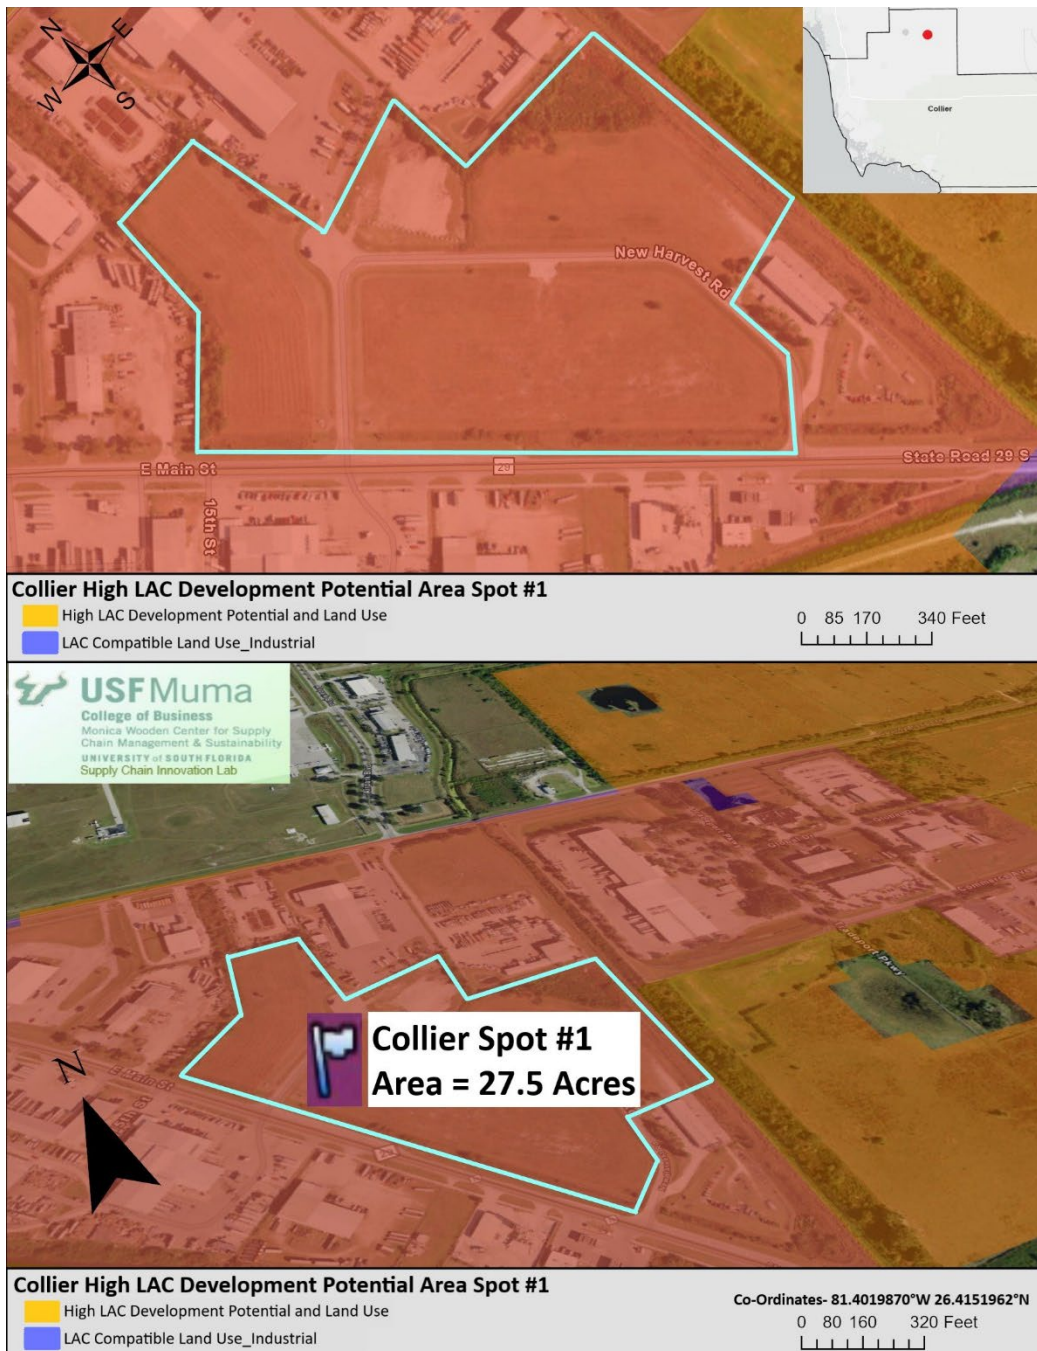 N
E
W
S
Collier
New Harvest Rd
E Main St
29
State Road 29 S
15th St
Collier High LAC Development Potential Area Spot #1
High LAC Development Potential and Land Use
LAC Compatible Land Use_Industrial
0 85 170 340 Feet
USF Muma
College of Business
Monica Wooden Center for Supply
Chain Management & Sustainability
UNIVERSITY of SOUTH FLORIDA
Supply Chain Innovation Lab
Collier Spot #1
Area = 27.5 Acres
N
E Main St
Collier High LAC Development Potential Area Spot #1
High LAC Development Potential and Land Use
LAC Compatible Land Use_Industrial
Co-Ordinates- 81.4019870°W 26.4151962°N
0 80 160 320 Feet